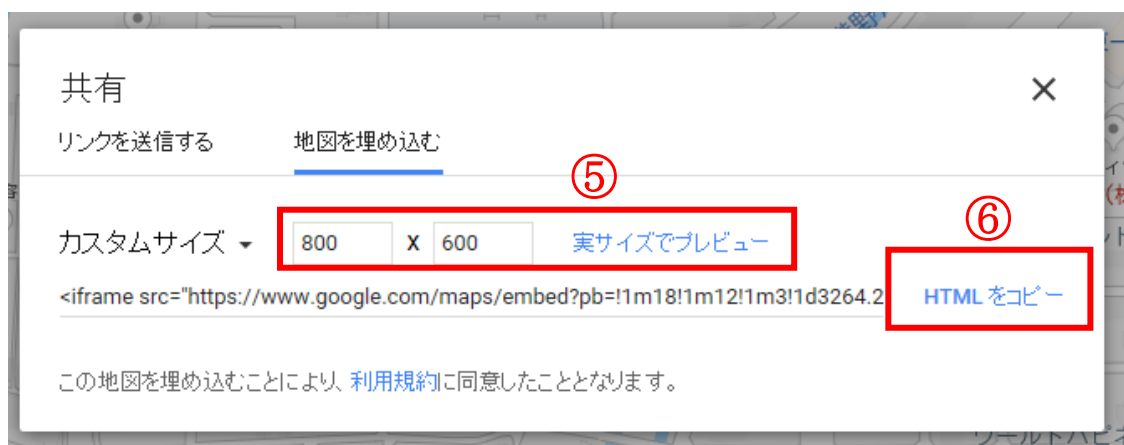 共有
リンクを送信する 地図を埋め込む
⑤
⑥
カスタムサイズ 800 X 600 実サイズでプレビュー
<iframe src="https://www.google.com/maps/embed?pb=!1m18!1m12!1m3!1d3264.2 HTML をコピー
この地図を埋め込むことにより、利用規約に同意したこととなります。